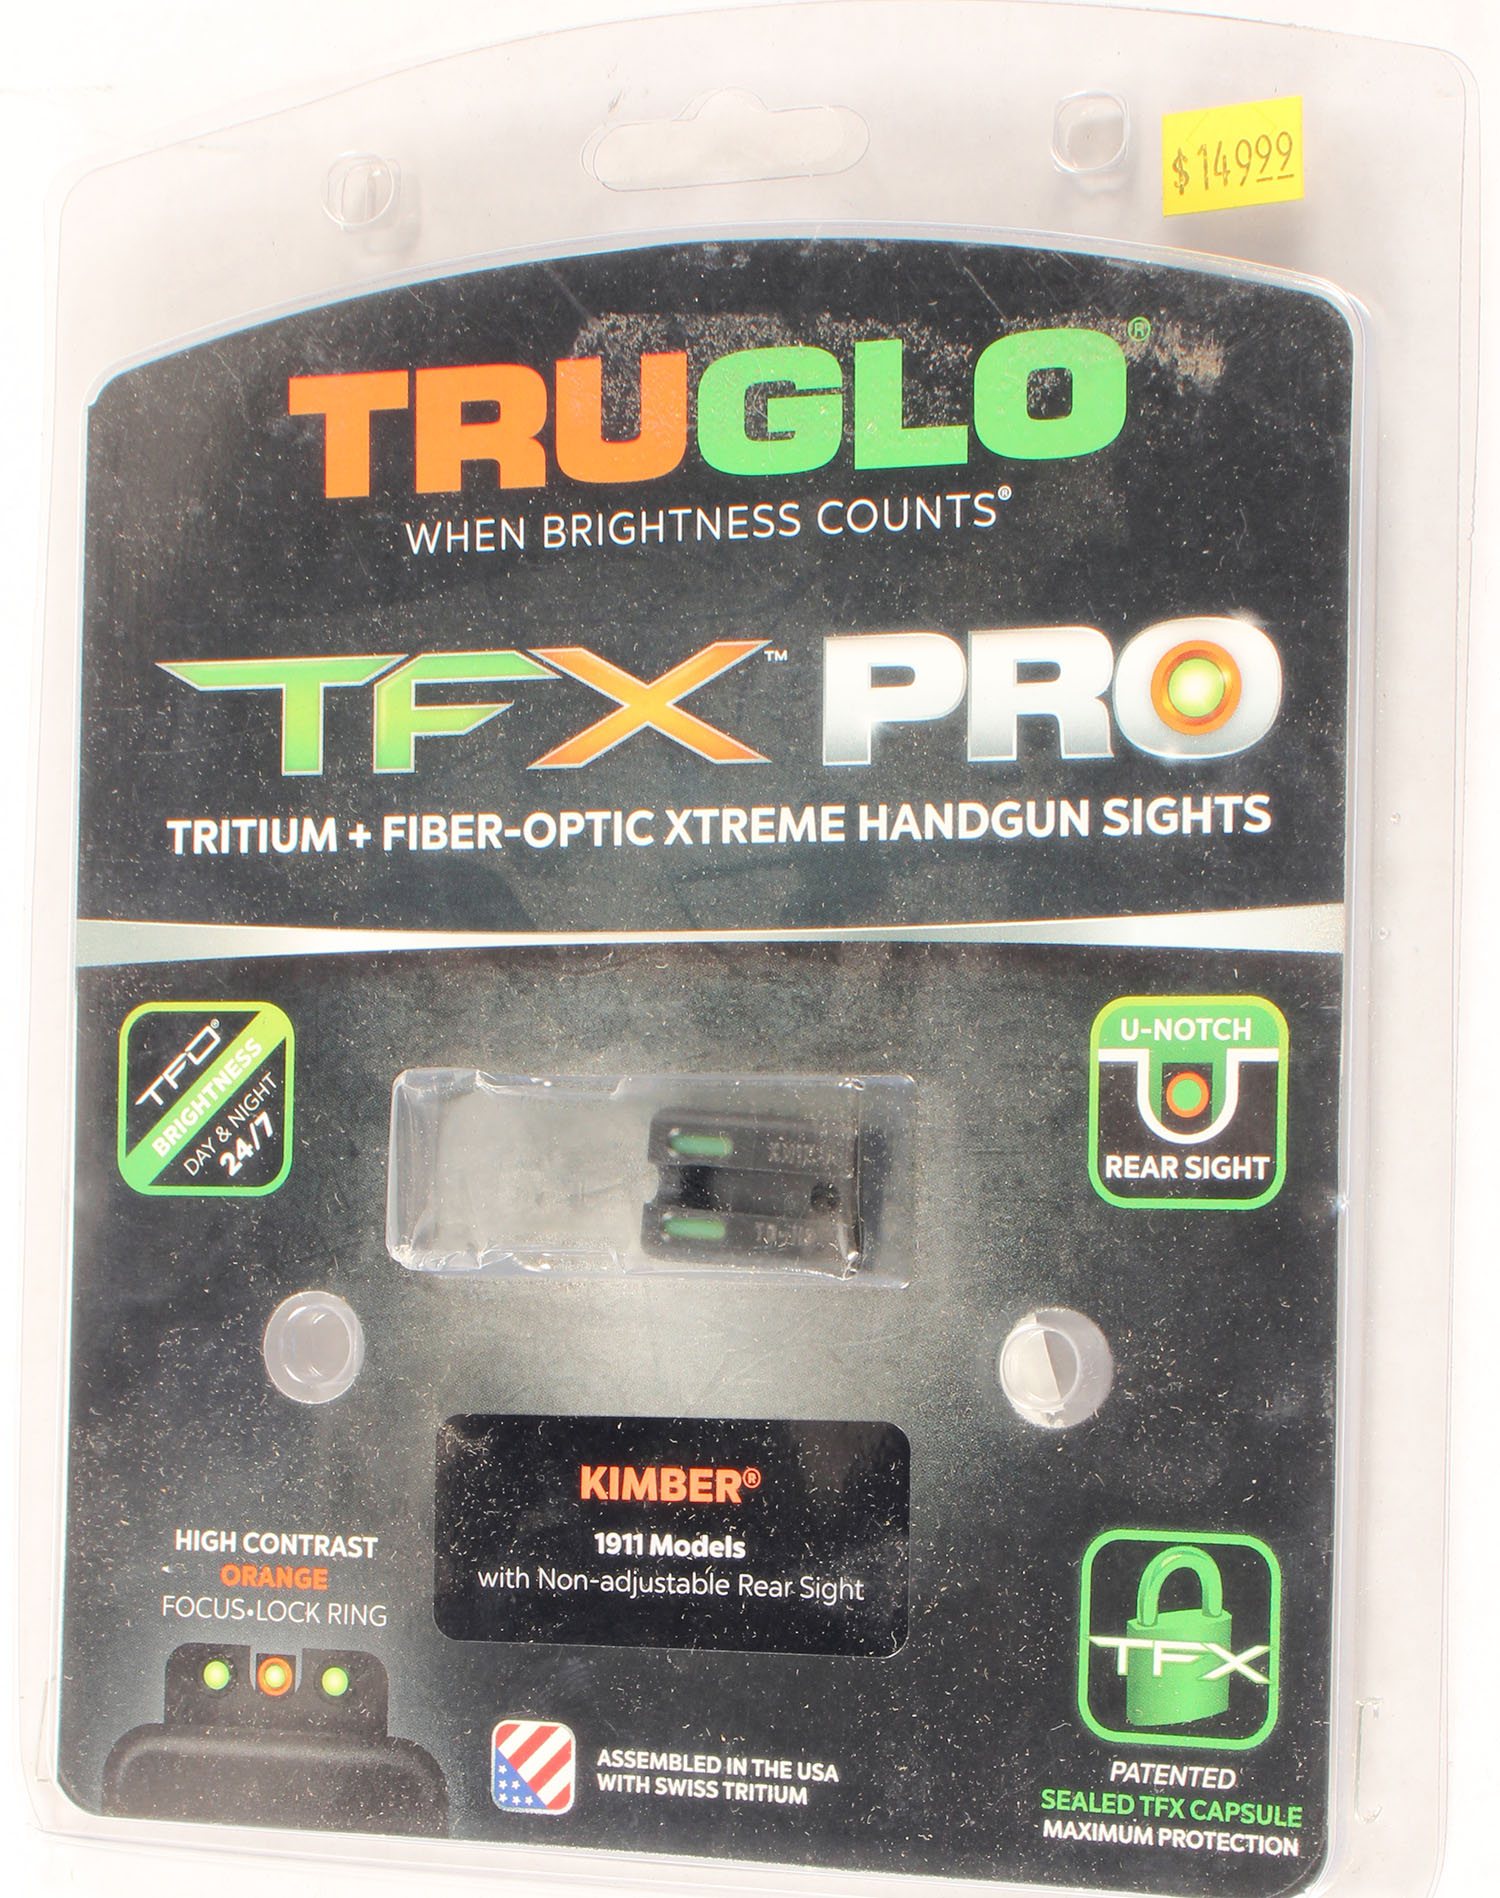 $149.99
TRUGLO®
WHEN BRIGHTNESS COUNTS®
TFX™ PRO
TRITIUM + FIBER-OPTIC XTREME HANDGUN SIGHTS
TFO®
BRIGHTNESS
DAY & NIGHT
24/7
U-NOTCH
REAR SIGHT
KIMBER®
1911 Models
with Non-adjustable Rear Sight
HIGH CONTRAST
ORANGE
FOCUS•LOCK RING
TFX
ASSEMBLED IN THE USA
WITH SWISS TRITIUM
PATENTED
SEALED TFX CAPSULE
MAXIMUM PROTECTION